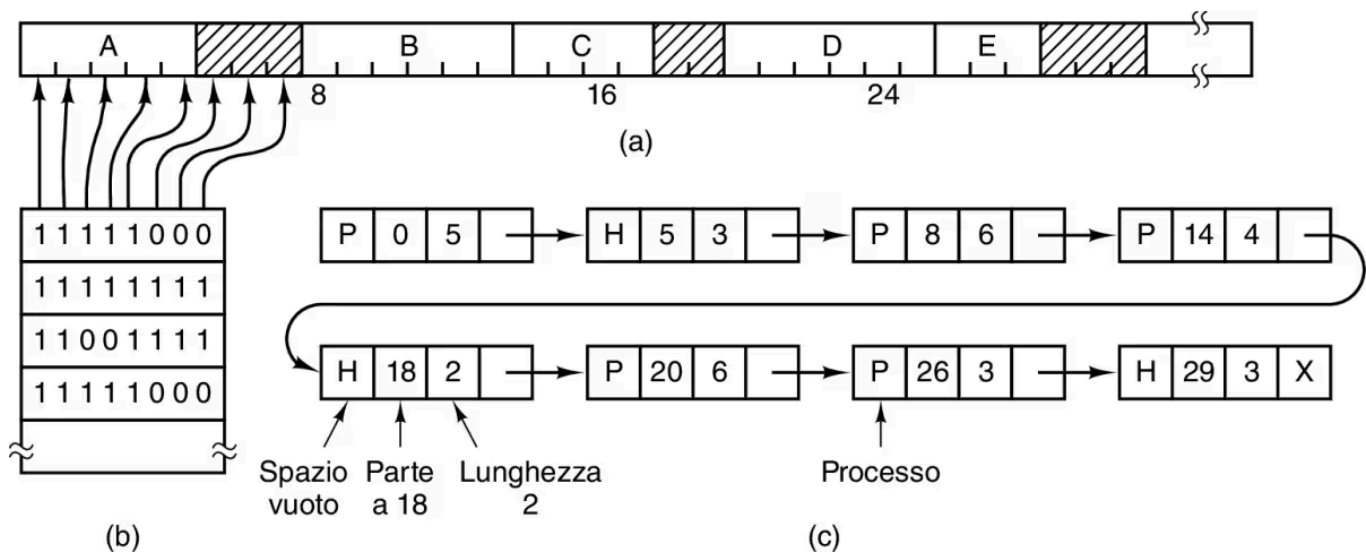 A B C D E
8 16 24
(a)
11111000
11111111
11001111
11111000
(b)
P 0 5 H 5 3 P 8 6 P 14 4
H 18 2 P 20 6 P 26 3 H 29 3 X
Spazio vuoto
Parte a 18
Lunghezza 2
Processo
(c)